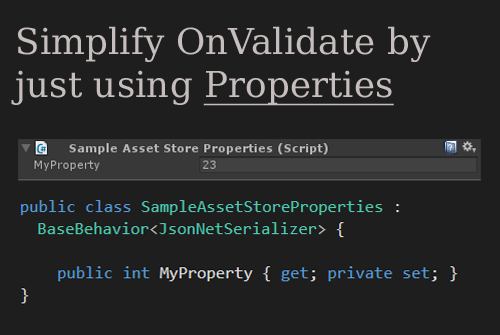 Simplify OnValidate by
just using Properties
Sample Asset Store Properties (Script)
MyProperty 23
public class SampleAssetStoreProperties :
BaseBehavior<JsonNetSerializer> {
public int MyProperty { get; private set; }
}